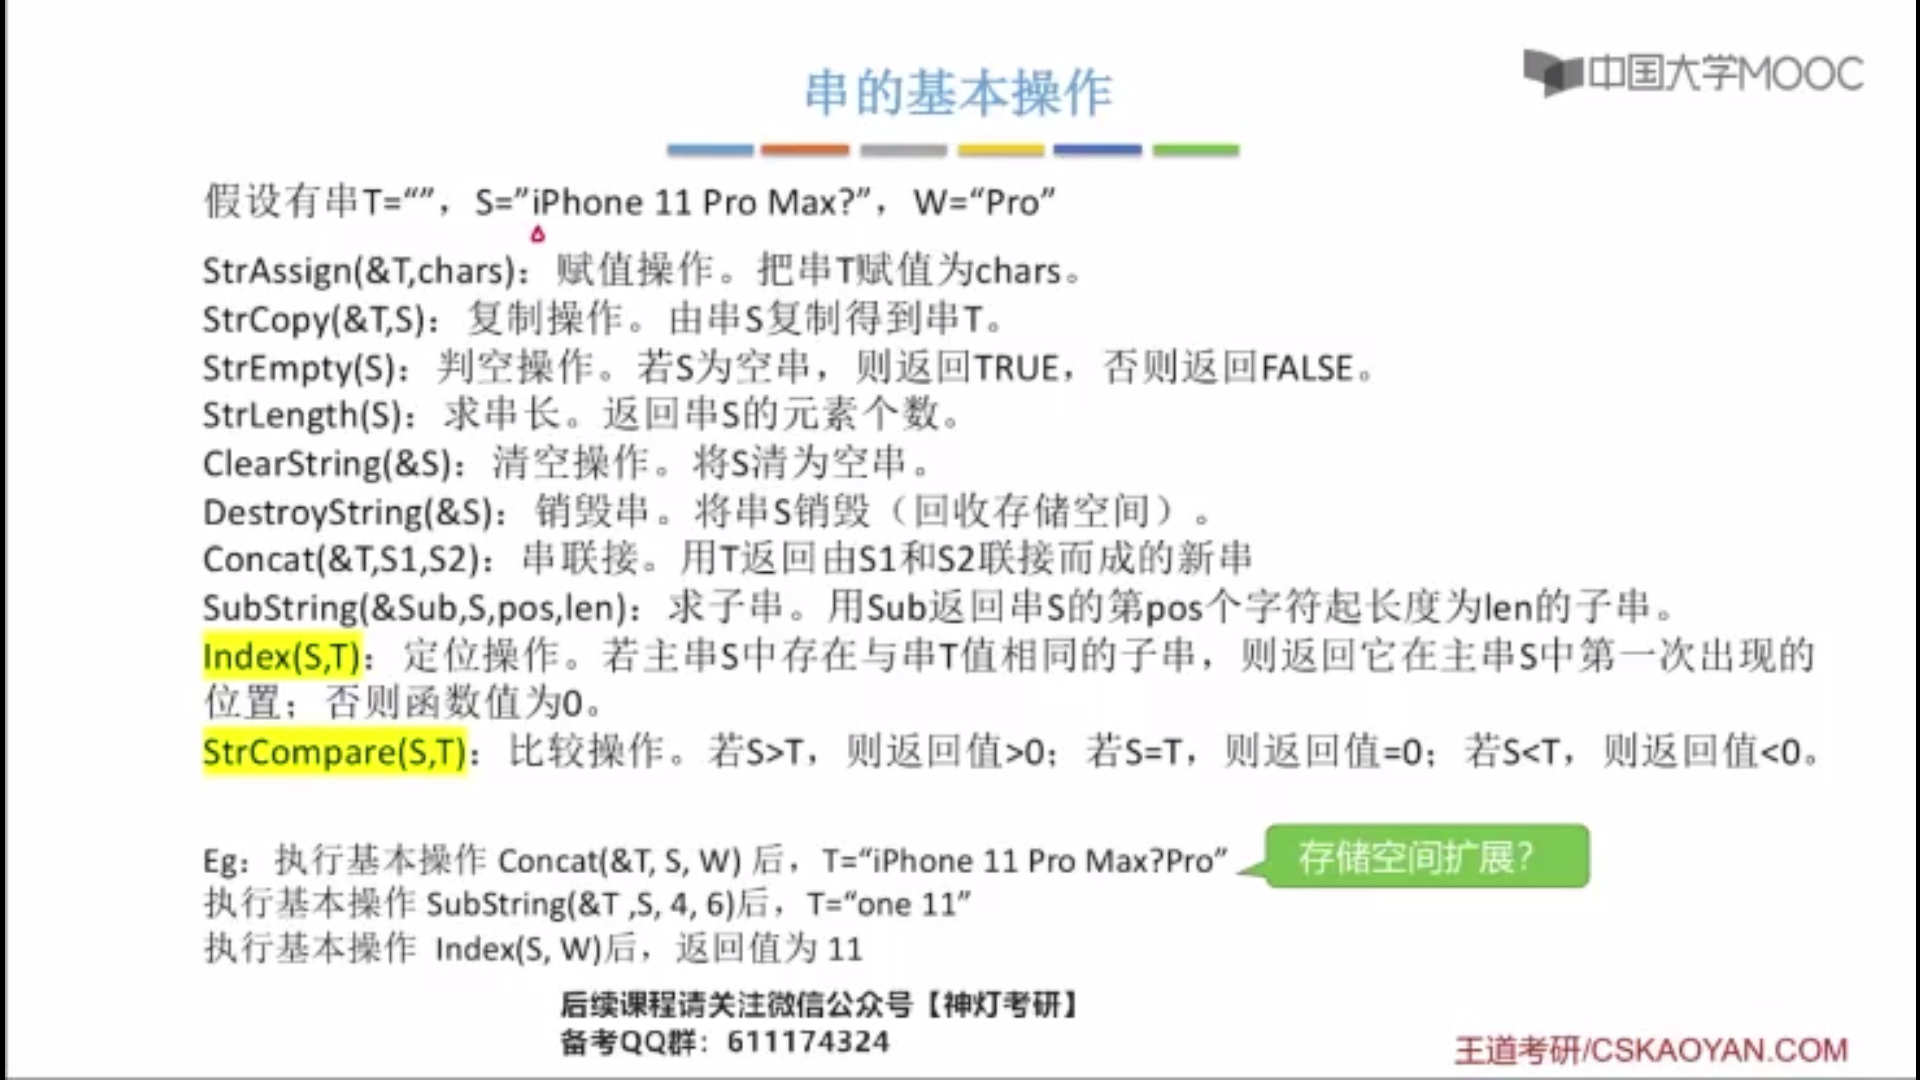 中国大学MOOC
串的基本操作
假设有串T=“”，S=”iPhone 11 Pro Max?”，W=“Pro”
StrAssign(&T,chars)：赋值操作。把串T赋值为chars。
StrCopy(&T,S)：复制操作。由串S复制得到串T。
StrEmpty(S)：判空操作。若S为空串，则返回TRUE，否则返回FALSE。
StrLength(S)：求串长。返回串S的元素个数。
ClearString(&S)：清空操作。将S清为空串。
DestroyString(&S)：销毁串。将串S销毁（回收存储空间）。
Concat(&T,S1,S2)：串联接。用T返回由S1和S2联接而成的新串
SubString(&Sub,S,pos,len)：求子串。用Sub返回串S的第pos个字符起长度为len的子串。
Index(S,T)：定位操作。若主串S中存在与串T值相同的子串，则返回它在主串S中第一次出现的
位置；否则函数值为0。
StrCompare(S,T)：比较操作。若S>T，则返回值>0；若S=T，则返回值=0；若S<T，则返回值<0。
Eg：执行基本操作 Concat(&T, S, W) 后，T=“iPhone 11 Pro Max?Pro”
存储空间扩展？
执行基本操作 SubString(&T ,S, 4, 6)后，T=“one 11”
执行基本操作 Index(S, W)后，返回值为 11
后续课程请关注微信公众号【神灯考研】
备考QQ群：611174324
王道考研/CSKAOYAN.COM